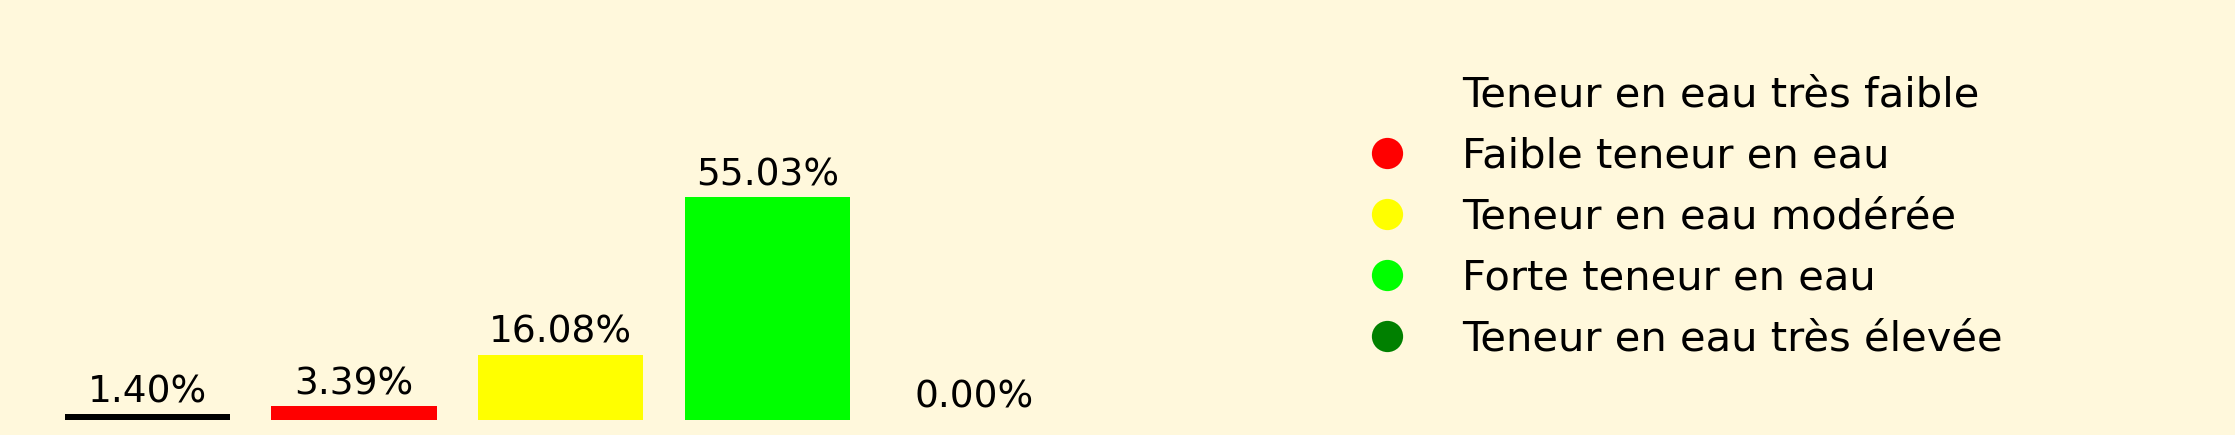 1.40%
3.39%
16.08%
55.03%
0.00%
Teneur en eau très faible
Faible teneur en eau
Teneur en eau modérée
Forte teneur en eau
Teneur en eau très élevée